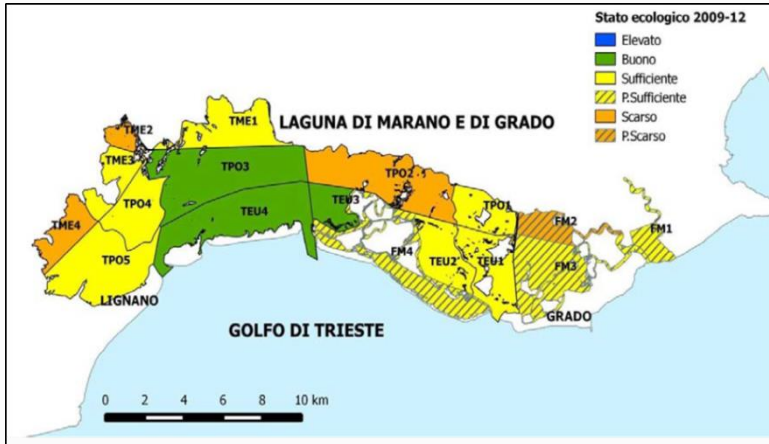 Stato ecologico 2009-12
Elevato
Buono
Sufficiente
P.Sufficiente
Scarso
P.Scarso
LAGUNA DI MARANO E DI GRADO
TME1
TME2
TME3
TPO3
TPO2
TPO4
TEU4
TEU3
TPO1
TME4
FM2
FM1
TPO5
FM4
TEU2
TEU1
FM3
LIGNANO
GRADO
GOLFO DI TRIESTE
0 2 4 6 8 10 km